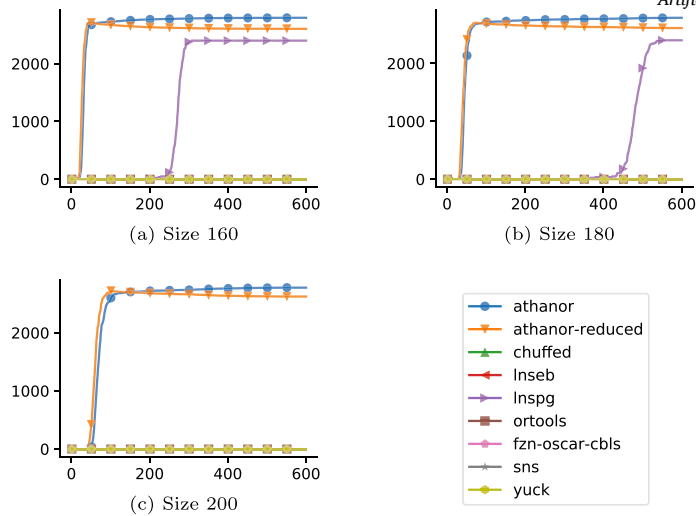 Artifi
2000
1000
0
0
200
400
600
(a) Size 160
2000
1000
0
0
200
400
600
(b) Size 180
2000
1000
0
0
200
400
600
(c) Size 200
athanor
athanor-reduced
chuffed
lnseb
lnspg
ortools
fzn-oscar-cbls
sns
yuck